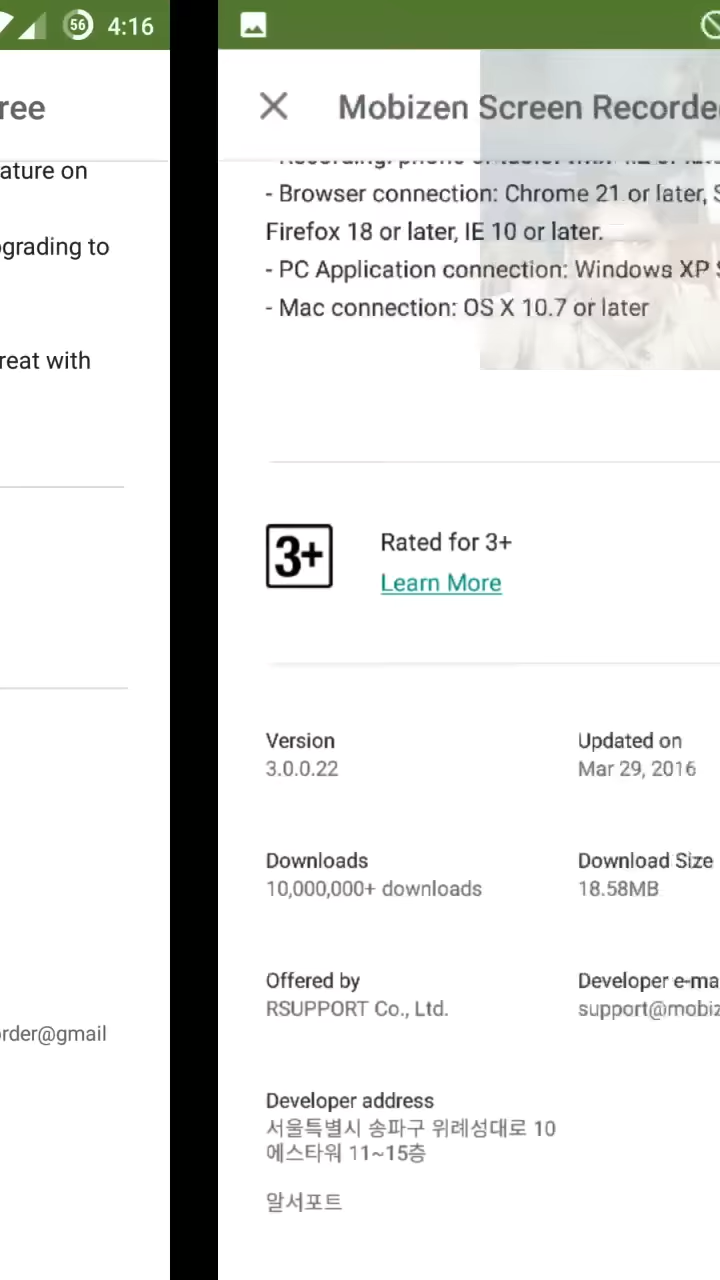 56 4:16
ree
ature on
grading to
reat with
order@gmail
Mobizen Screen Recorde
- Browser connection: Chrome 21 or later, S
Firefox 18 or later, IE 10 or later.
- PC Application connection: Windows XP S
- Mac connection: OS X 10.7 or later
3+
Rated for 3+
Learn More
Version
3.0.0.22
Updated on
Mar 29, 2016
Downloads
10,000,000+ downloads
Download Size
18.58MB
Offered by
RSUPPORT Co., Ltd.
Developer e-ma
support@mobiz
Developer address
서울특별시 송파구 위례성대로 10
에스타워 11~15층
알서포트